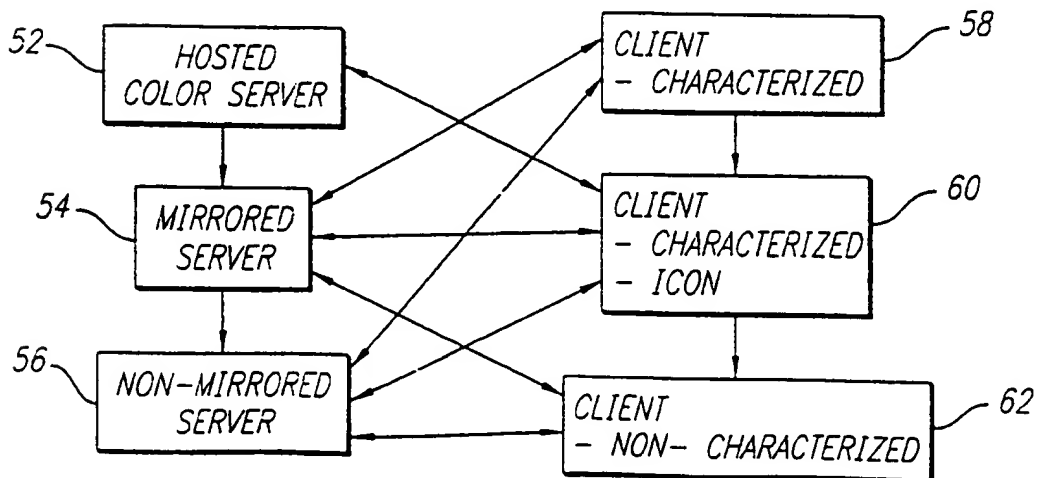 52
HOSTED
COLOR SERVER
54
MIRRORED
SERVER
56
NON-MIRRORED
SERVER
58
CLIENT
- CHARACTERIZED
60
CLIENT
- CHARACTERIZED
- ICON
62
CLIENT
- NON- CHARACTERIZED